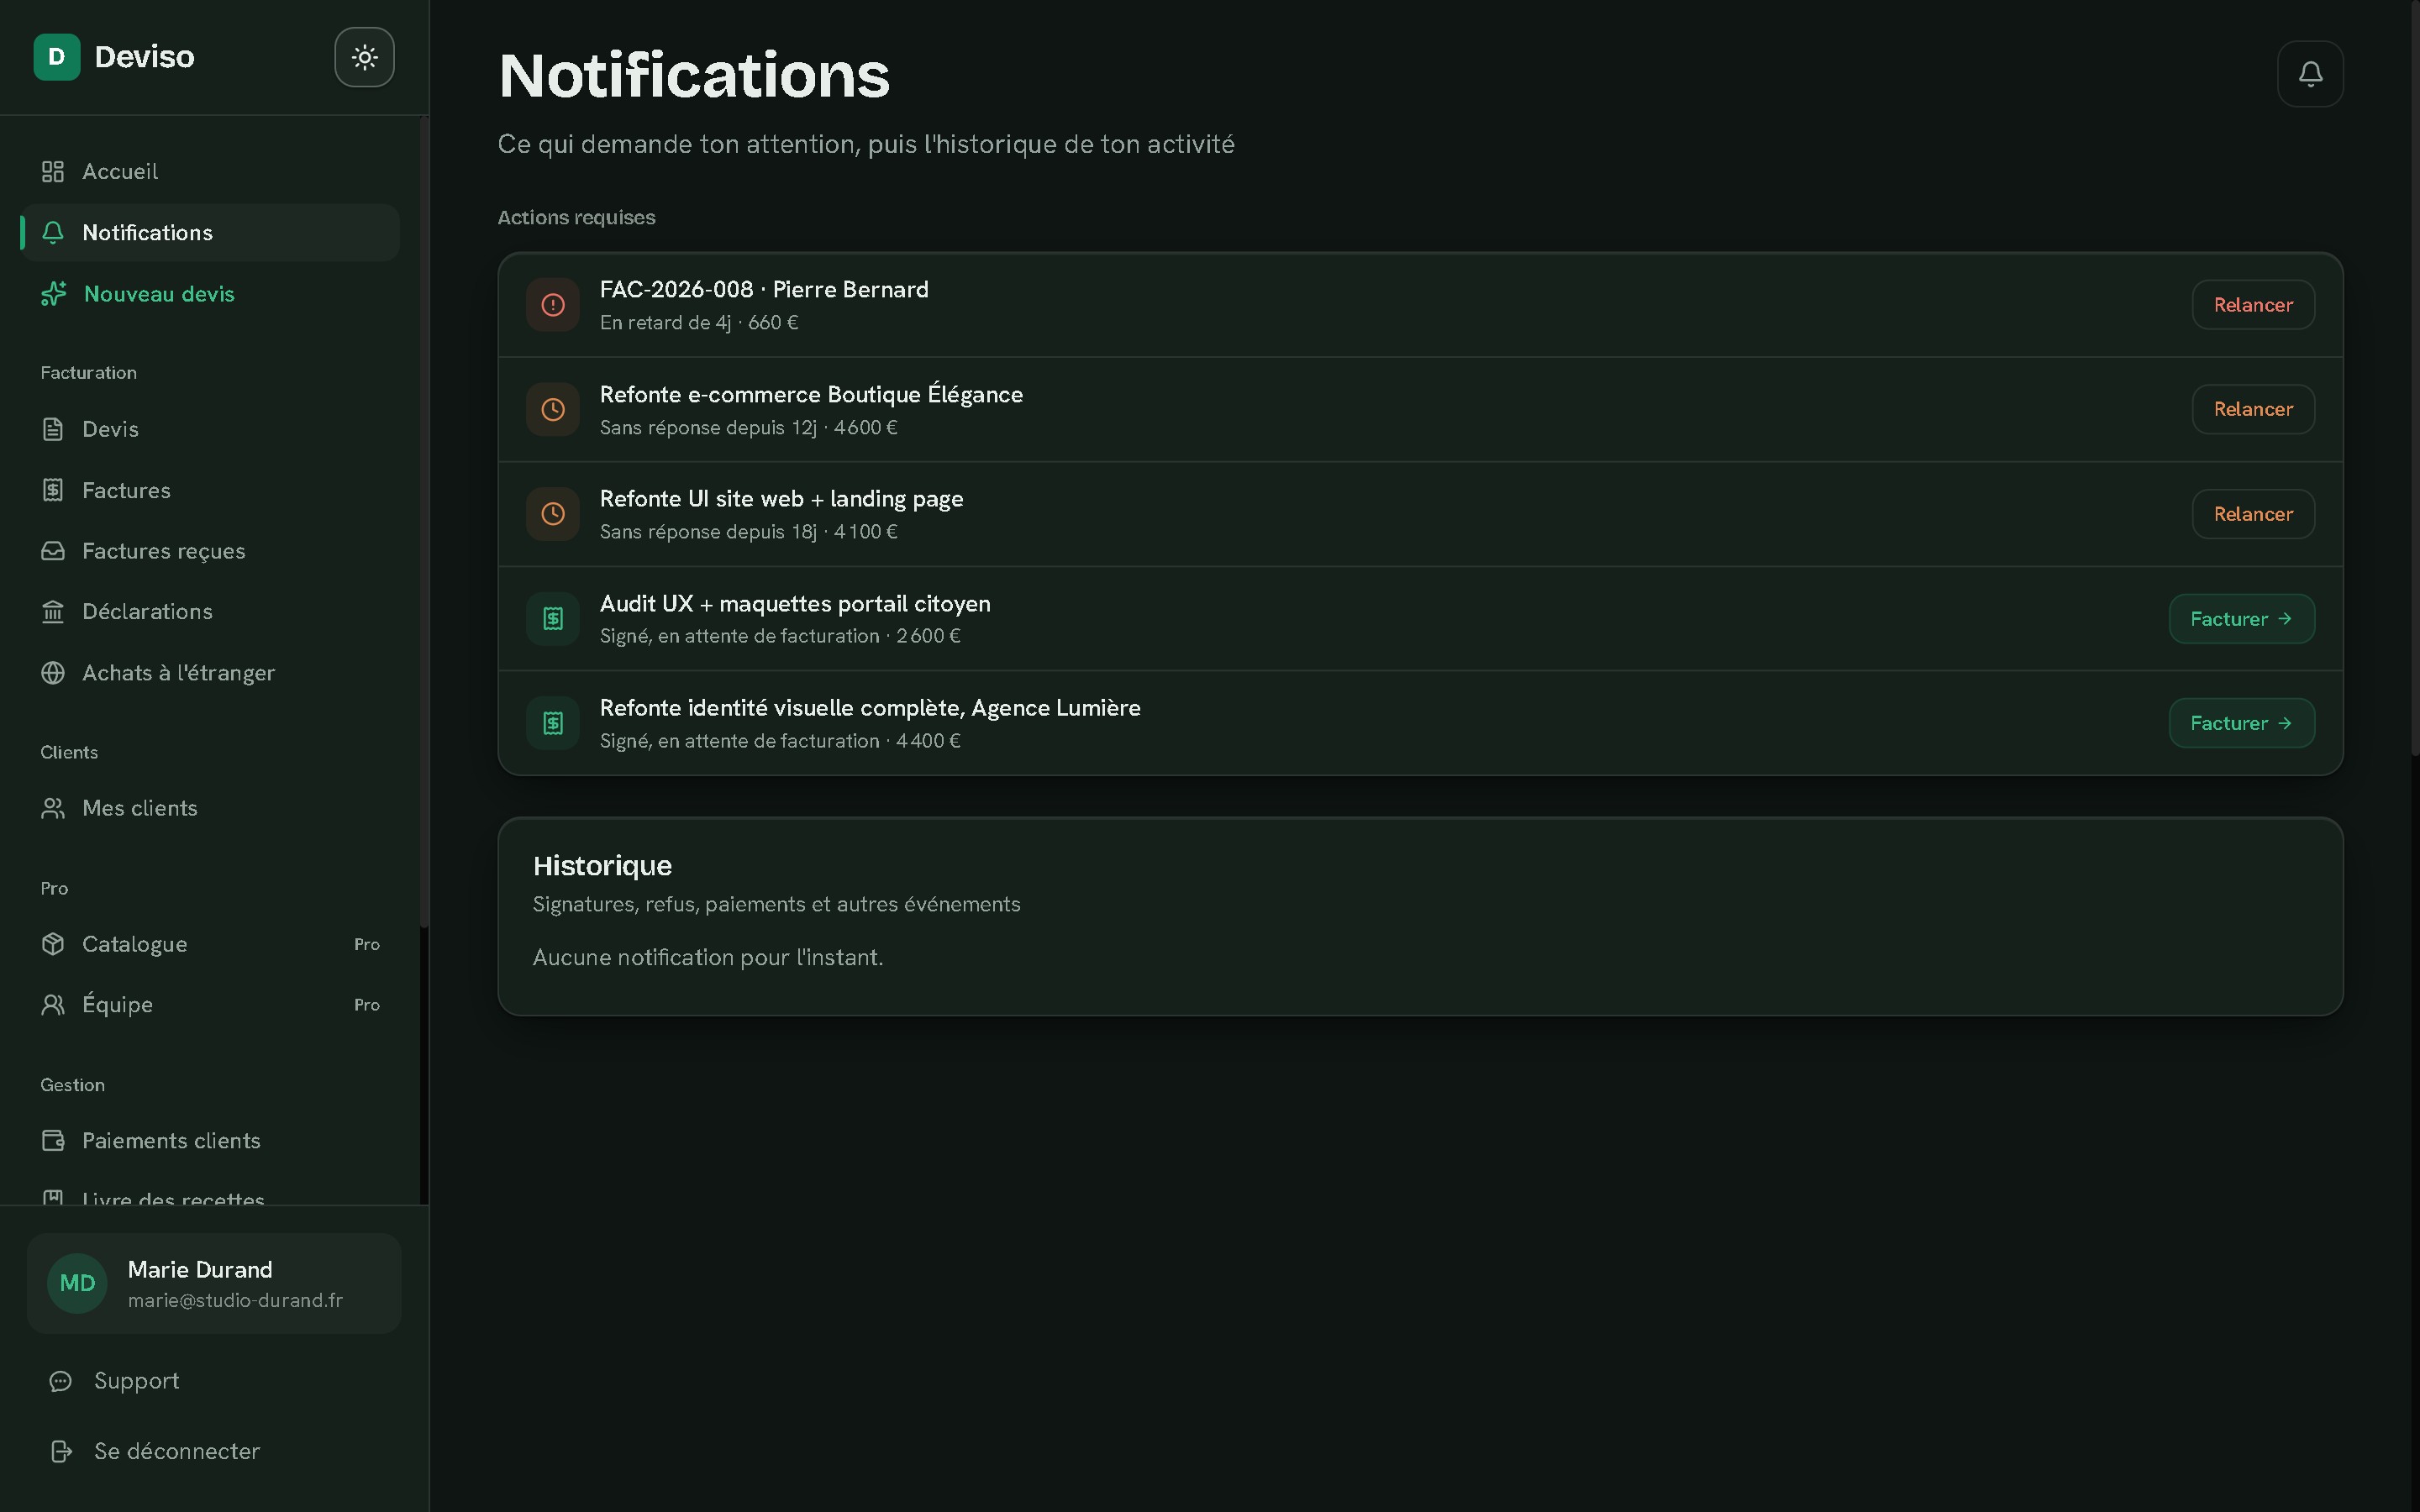 D Deviso
Accueil
Notifications
Nouveau devis
Facturation
Devis
Factures
Factures reçues
Déclarations
Achats à l'étranger
Clients
Mes clients
Pro
Catalogue Pro
Équipe Pro
Gestion
Paiements clients
Livre des recettes
MD Marie Durand
marie@studio-durand.fr
Support
Se déconnecter
Notifications
Ce qui demande ton attention, puis l'historique de ton activité
Actions requises
FAC-2026-008 · Pierre Bernard
En retard de 4j · 660 €
Relancer
Refonte e-commerce Boutique Élégance
Sans réponse depuis 12j · 4 600 €
Relancer
Refonte UI site web + landing page
Sans réponse depuis 18j · 4 100 €
Relancer
Audit UX + maquettes portail citoyen
Signé, en attente de facturation · 2 600 €
Facturer →
Refonte identité visuelle complète, Agence Lumière
Signé, en attente de facturation · 4 400 €
Facturer →
Historique
Signatures, refus, paiements et autres événements
Aucune notification pour l'instant.